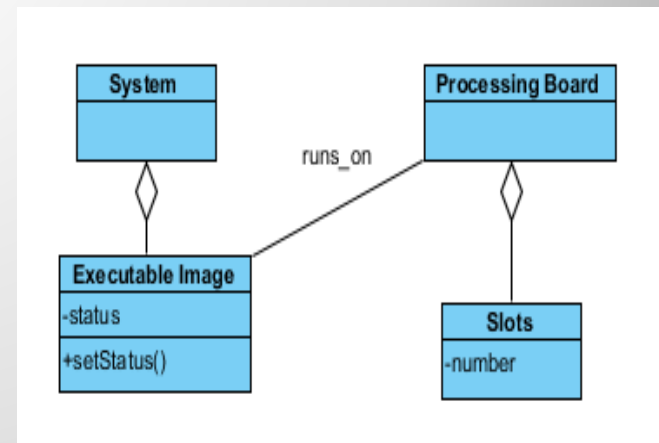 System
Processing Board
runs_on
Executable Image
-status
+setStatus()
Slots
-number